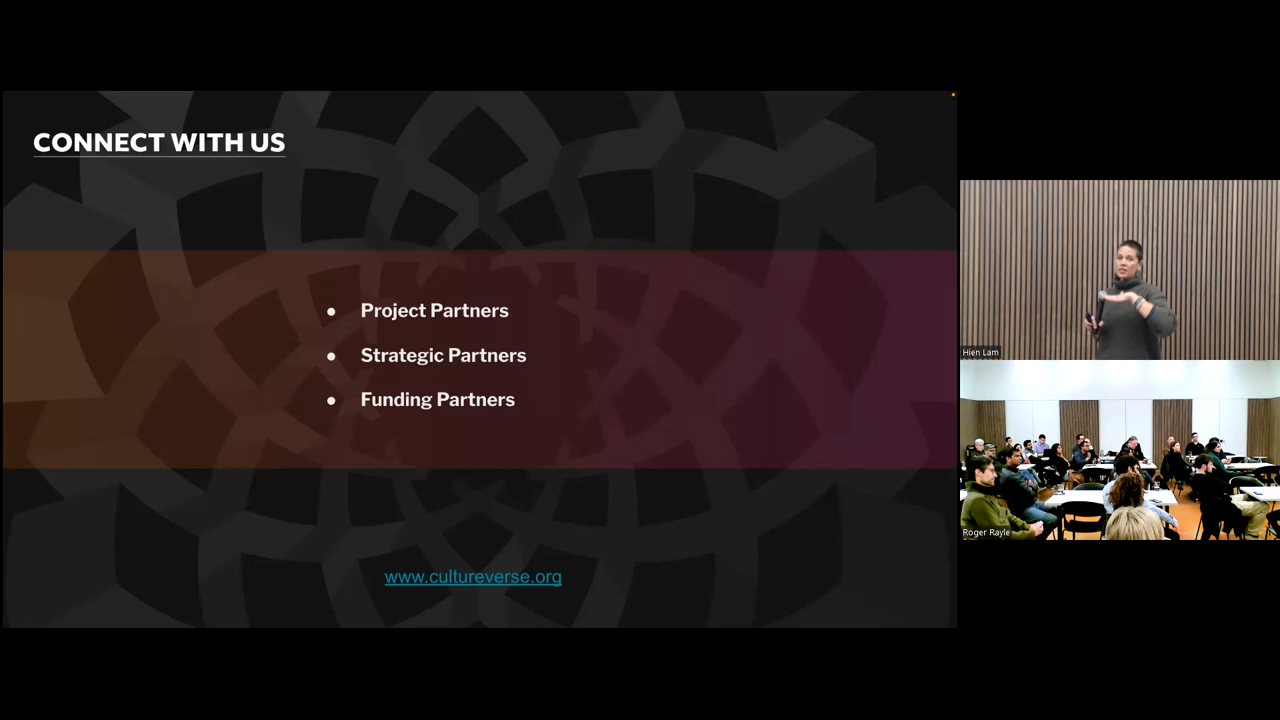 CONNECT WITH US
● Project Partners
● Strategic Partners
● Funding Partners
www.cultureverse.org
Hien Lam
Roger Rayle